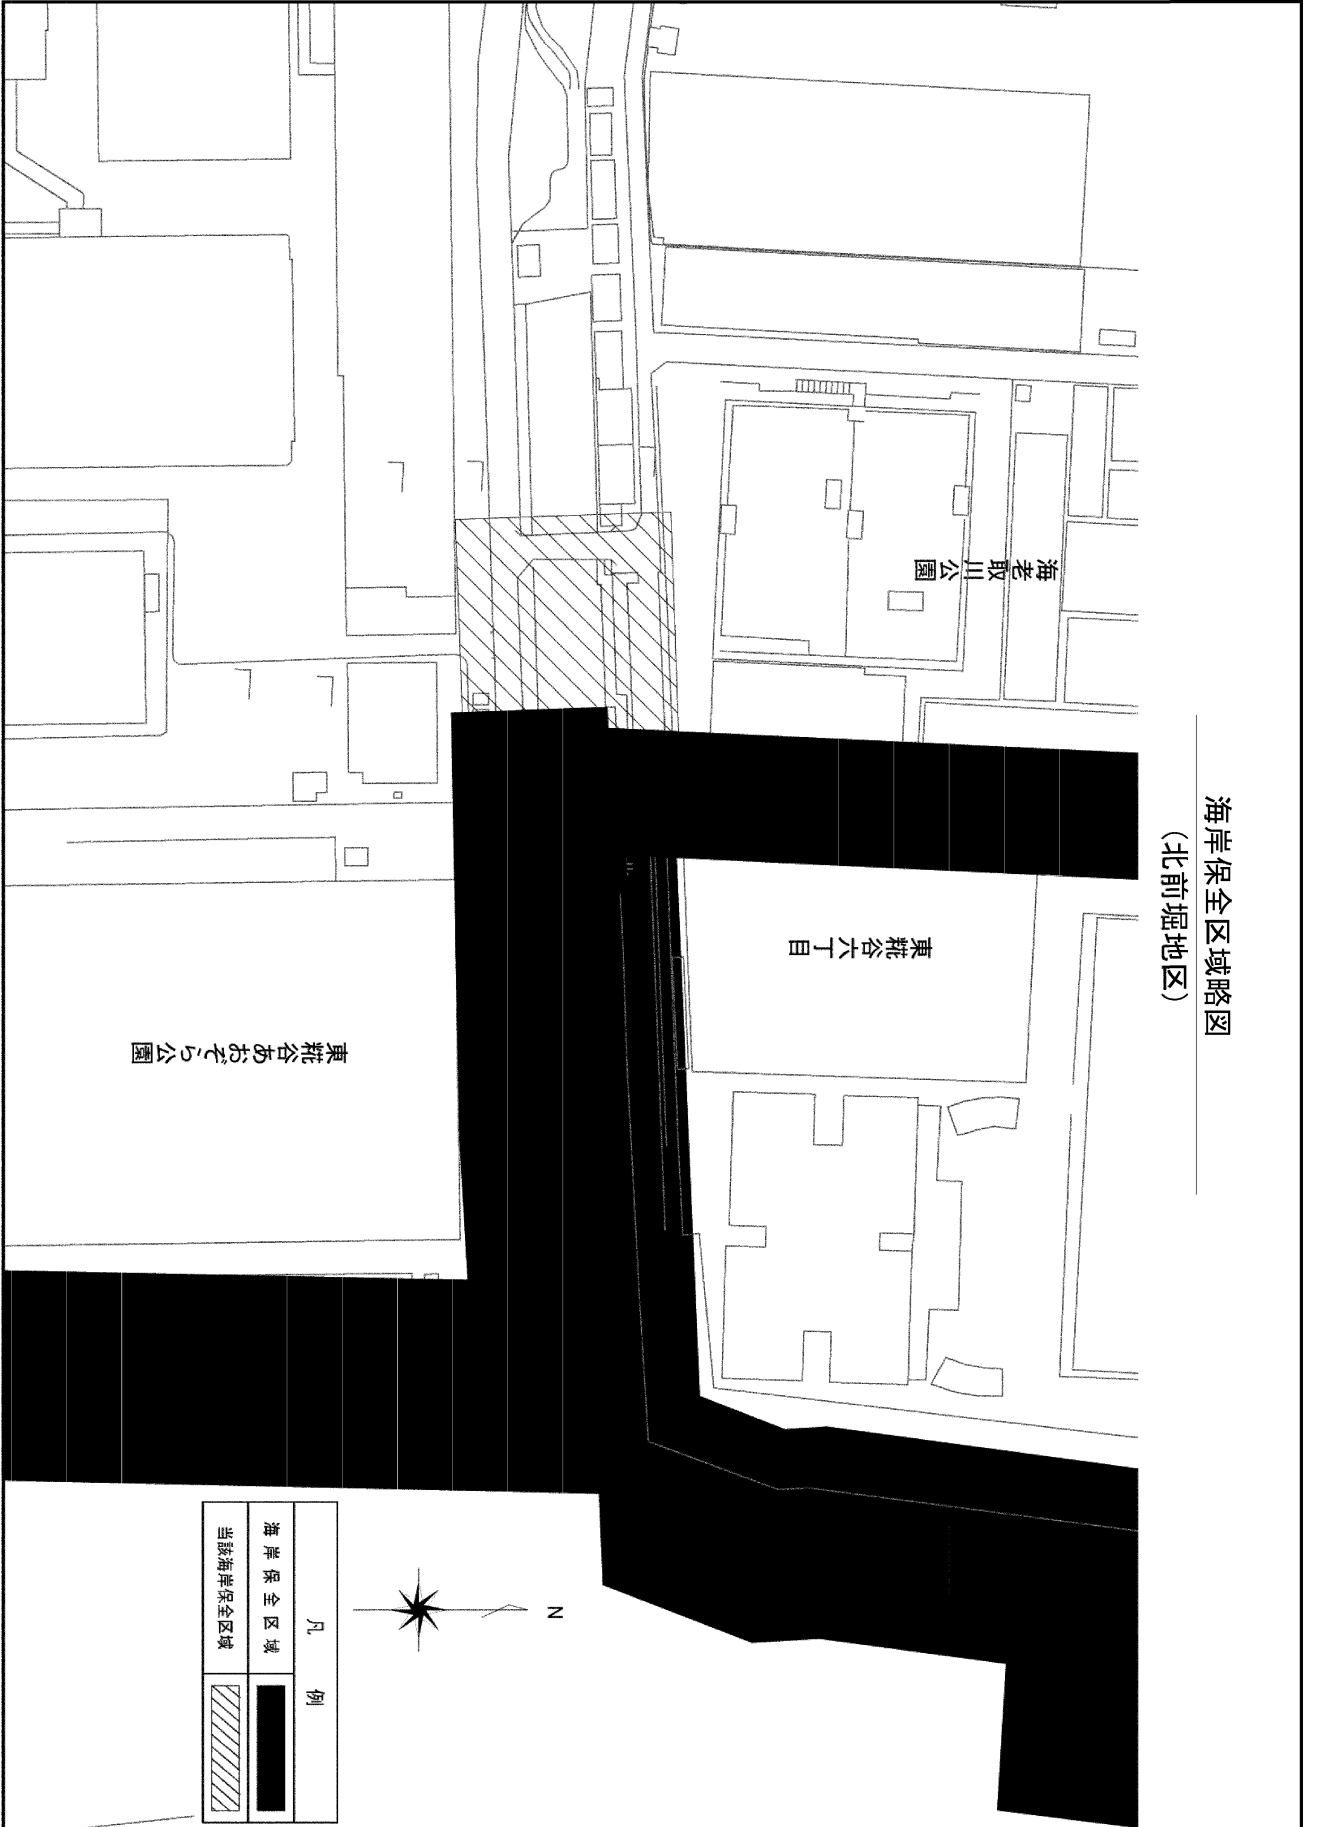 海岸保全区域略図
（北前堀地区）
海老取川公園
東糀谷六丁目
東糀谷あおぞら公園
N
凡例
海岸保全区域
当該海岸保全区域